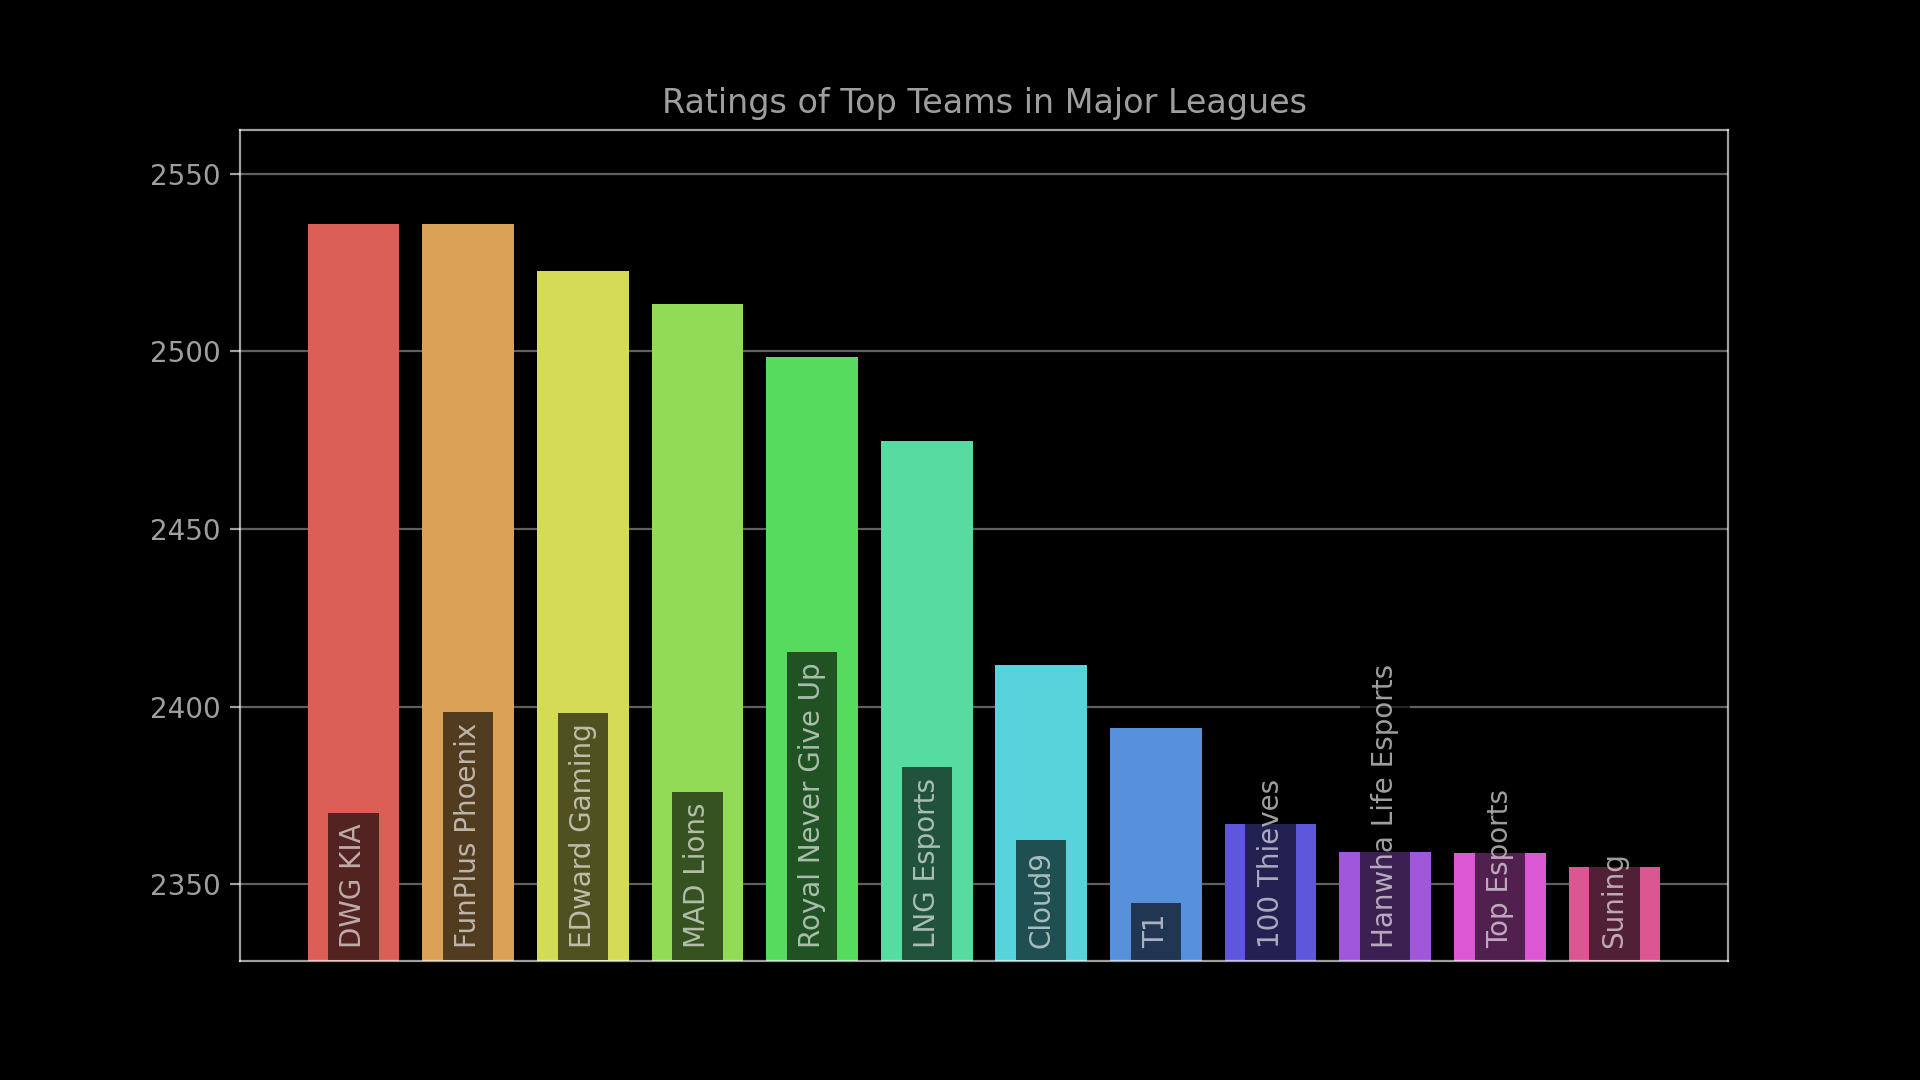 Ratings of Top Teams in Major Leagues
2550
2500
2450
2400
2350
DWG KIA
FunPlus Phoenix
EDward Gaming
MAD Lions
Royal Never Give Up
LNG Esports
Cloud9
T1
100 Thieves
Hanwha Life Esports
Top Esports
Suning